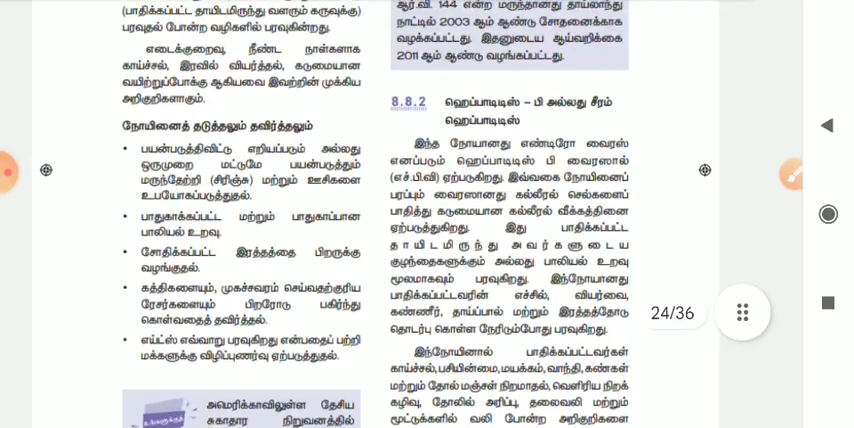 (பாதிக்கப்பட்ட தாயிடமிருந்து வளரும் கருவுக்கு)
பரவுதல் போன்ற வழிகளில் பரவுகின்றது.
எடைக்குறைவு, நீண்ட நாள்களாக
காய்ச்சல், இரவில் வியர்த்தல், கடுமையான
வயிற்றுப்போக்கு ஆகியவை இவற்றின் முக்கிய
அறிகுறிகளாகும்.
நோயினைத் தடுத்தலும் தவிர்த்தலும்
• பயன்படுத்திவிட்டு எறியப்படும் அல்லது
ஒருமுறை மட்டுமே பயன்படுத்தும்
மருந்தேற்றி (சிரிஞ்சு) மற்றும் ஊசிகளை
உபயோகப்படுத்துதல்.
• பாதுகாக்கப்பட்ட மற்றும் பாதுகாப்பான
பாலியல் உறவு.
• சோதிக்கப்பட்ட இரத்தத்தை பிறருக்கு
வழங்குதல்.
• கத்திகளையும், முகச்சவரம் செய்வதற்குரிய
ரேசர்களையும் பிறரோடு பகிர்ந்து
கொள்வதைத் தவிர்த்தல்.
• எய்ட்ஸ் எவ்வாறு பரவுகிறது என்பதைப் பற்றி
மக்களுக்கு விழிப்புணர்வு ஏற்படுத்துதல்.
அமெரிக்காவிலுள்ள தேசிய
சுகாதார நிறுவனத்தில்
உங்களுக்குத்
ஆர்.வி. 144 என்ற மருந்தானது தாய்லாந்து
நாட்டில் 2003 ஆம் ஆண்டு சோதனைக்காக
வழக்கப்பட்டது. இதனுடைய ஆய்வறிக்கை
2011 ஆம் ஆண்டு வழங்கப்பட்டது.
8.8.2 ஹெப்பாடிடிஸ் – பி அல்லது சீரம்
ஹெப்பாடிடிஸ்
இந்த நோயானது எண்டிரோ வைரஸ்
எனப்படும் ஹெப்பாடிடிஸ் பி வைரஸால்
(எச்.பி.வி) ஏற்படுகிறது. இவ்வகை நோயினைப்
பரப்பும் வைரஸானது கல்லீரல் செல்களைப்
பாதித்து கடுமையான கல்லீரல் வீக்கத்தினை
ஏற்படுத்துகிறது. இது பாதிக்கப்பட்ட
தாயிடமிருந்து அவர்களுடைய
குழந்தைகளுக்கும் அல்லது பாலியல் உறவு
மூலமாகவும் பரவுகிறது. இந்நோயானது
பாதிக்கப்பட்டவரின் எச்சில், வியர்வை,
கண்ணீர், தாய்ப்பால் மற்றும் இரத்தத்தோடு
தொடர்பு கொள்ள நேரிடும்போது பரவுகிறது.
இந்நோயினால் பாதிக்கப்பட்டவர்கள்
காய்ச்சல், பசியின்மை, மயக்கம், வாந்தி, கண்கள்
மற்றும் தோல் மஞ்சள் நிறமாதல், வெளிரிய நிறக்
கழிவு, தோலில் அரிப்பு, தலைவலி மற்றும்
மூட்டுக்களில் வலி போன்ற அறிகுறிகளை
24/36